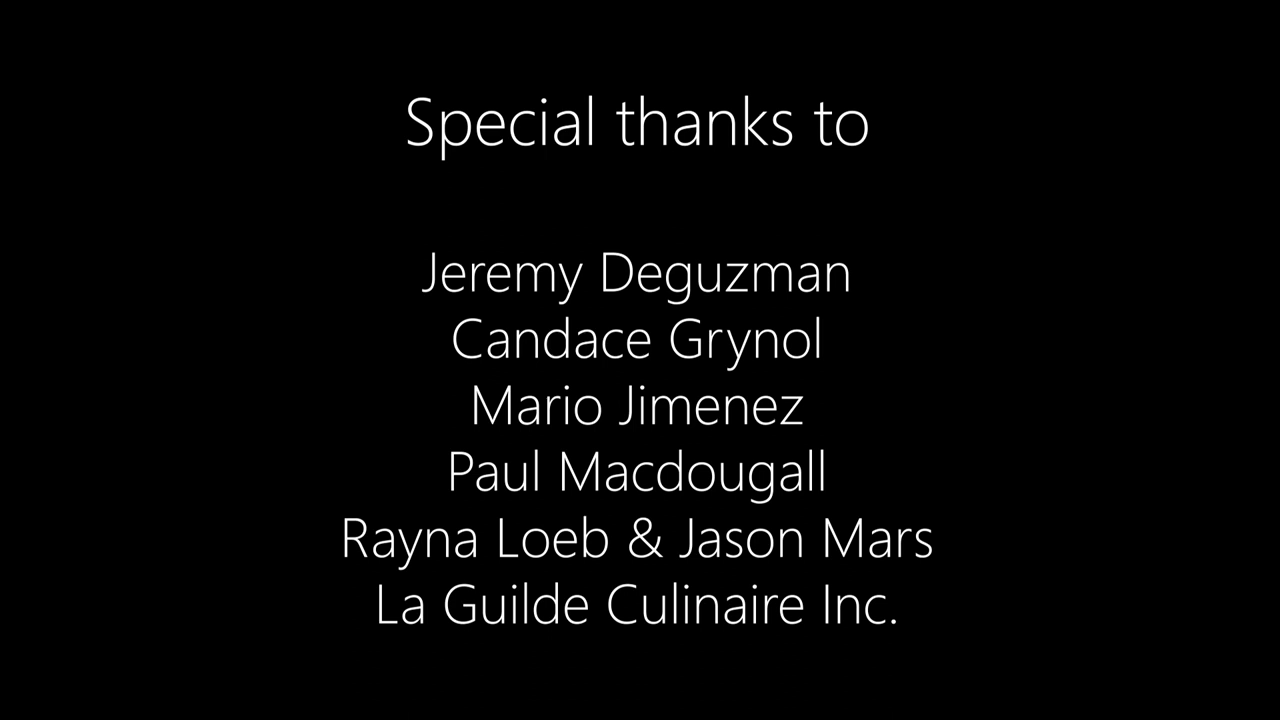 Special thanks to
Jeremy Deguzman
Candace Grynol
Mario Jimenez
Paul Macdougall
Rayna Loeb & Jason Mars
La Guilde Culinaire Inc.